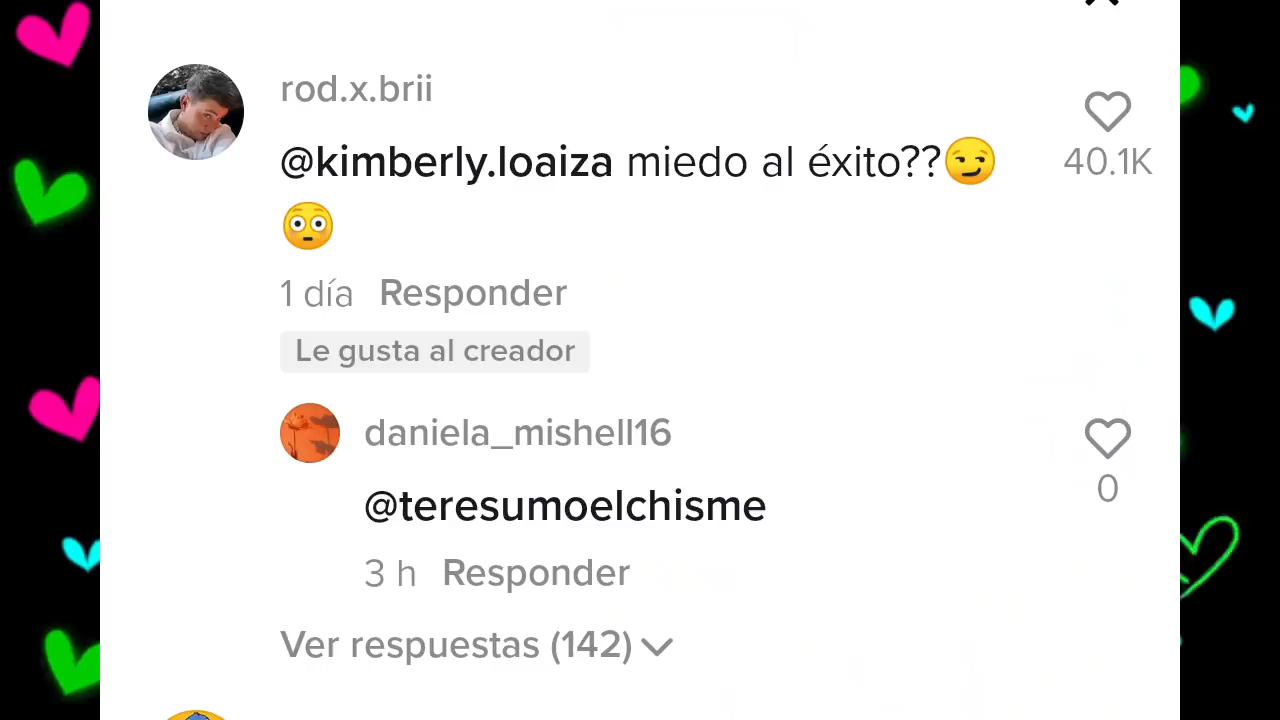 rod.x.brii
@kimberly.loaiza miedo al éxito??😏
😳
40.1K
1 día Responder
Le gusta al creador
daniela_mishell16
@teresumoelchisme
0
3 h Responder
Ver respuestas (142)